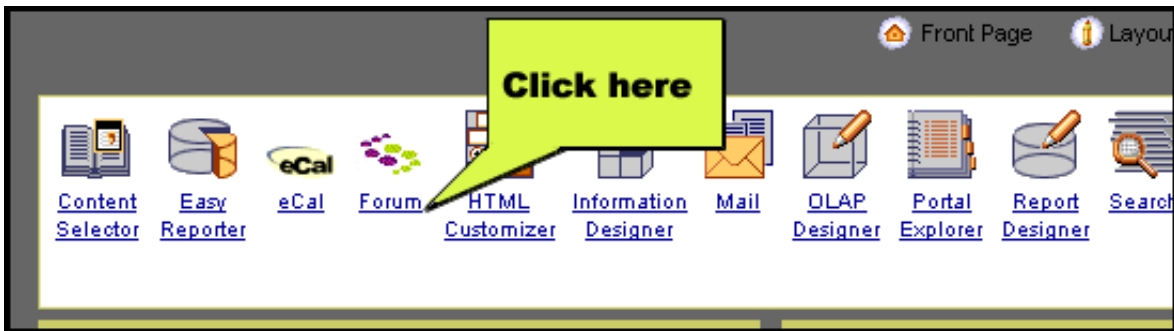 Front Page
Layou
Click here
eCal
Content
Selector
Easy
Reporter
eCal
Forum
HTML
Customizer
Information
Designer
Mail
OLAP
Designer
Portal
Explorer
Report
Designer
Search